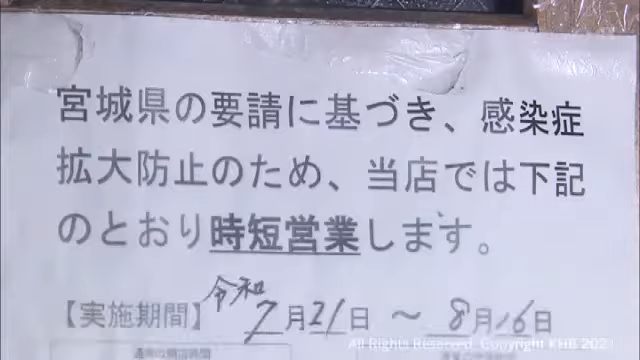 宮城県の要請に基づき、感染症
拡大防止のため、当店では下記
のとおり時短営業します。
令和
【実施期間】 7月21日 ～ 8月16日
All Rights Reserved. Copyright KHB 2021